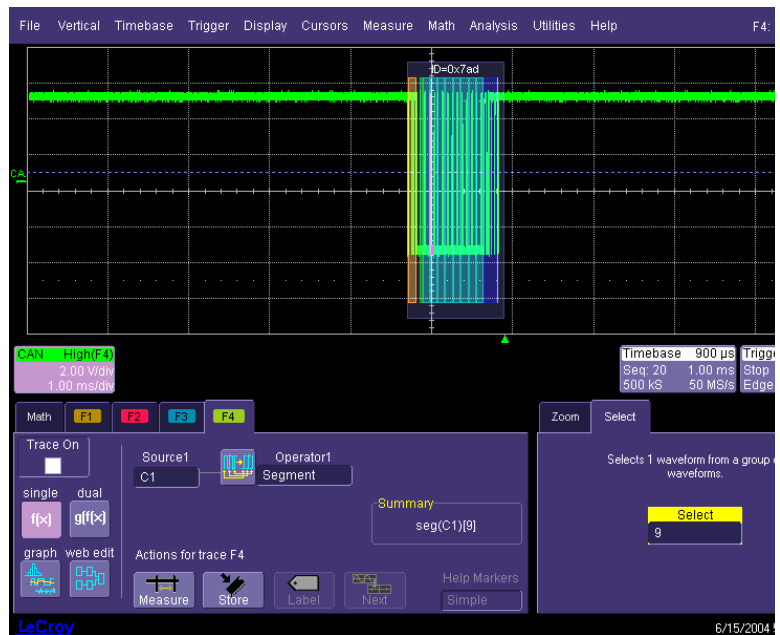 File Vertical Timebase Trigger Display Cursors Measure Math Analysis Utilities Help F4:
ID=0x7ad
CA
CAN High(F4)
2.00 V/div
1.00 ms/div
Timebase 900 µs
Seq: 20 1.00 ms
500 kS 50 MS/s
Trigge
Stop
Edge
Math F1 F2 F3 F4
Zoom Select
Trace On
Source1
C1
Operator1
Segment
Selects 1 waveform from a group o
waveforms.
single dual
f(x) g(f(x)
Summary
seg(C1)[9]
Select
9
graph web edit
Actions for trace F4
Measure Store Label Next
Help Markers
Simple
LeCroy
6/15/2004